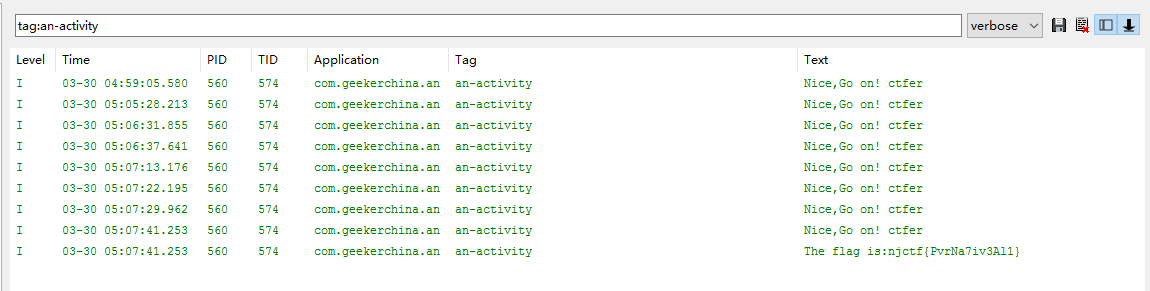 tag:an-activity verbose
Level Time PID TID Application Tag Text
I 03-30 04:59:05.580 560 574 com.geekerchina.an an-activity Nice,Go on! ctfer
I 03-30 05:05:28.213 560 574 com.geekerchina.an an-activity Nice,Go on! ctfer
I 03-30 05:06:31.855 560 574 com.geekerchina.an an-activity Nice,Go on! ctfer
I 03-30 05:06:37.641 560 574 com.geekerchina.an an-activity Nice,Go on! ctfer
I 03-30 05:07:13.176 560 574 com.geekerchina.an an-activity Nice,Go on! ctfer
I 03-30 05:07:22.195 560 574 com.geekerchina.an an-activity Nice,Go on! ctfer
I 03-30 05:07:29.962 560 574 com.geekerchina.an an-activity Nice,Go on! ctfer
I 03-30 05:07:41.253 560 574 com.geekerchina.an an-activity Nice,Go on! ctfer
I 03-30 05:07:41.253 560 574 com.geekerchina.an an-activity The flag is:njctf{PvrNa7iv3Al1}